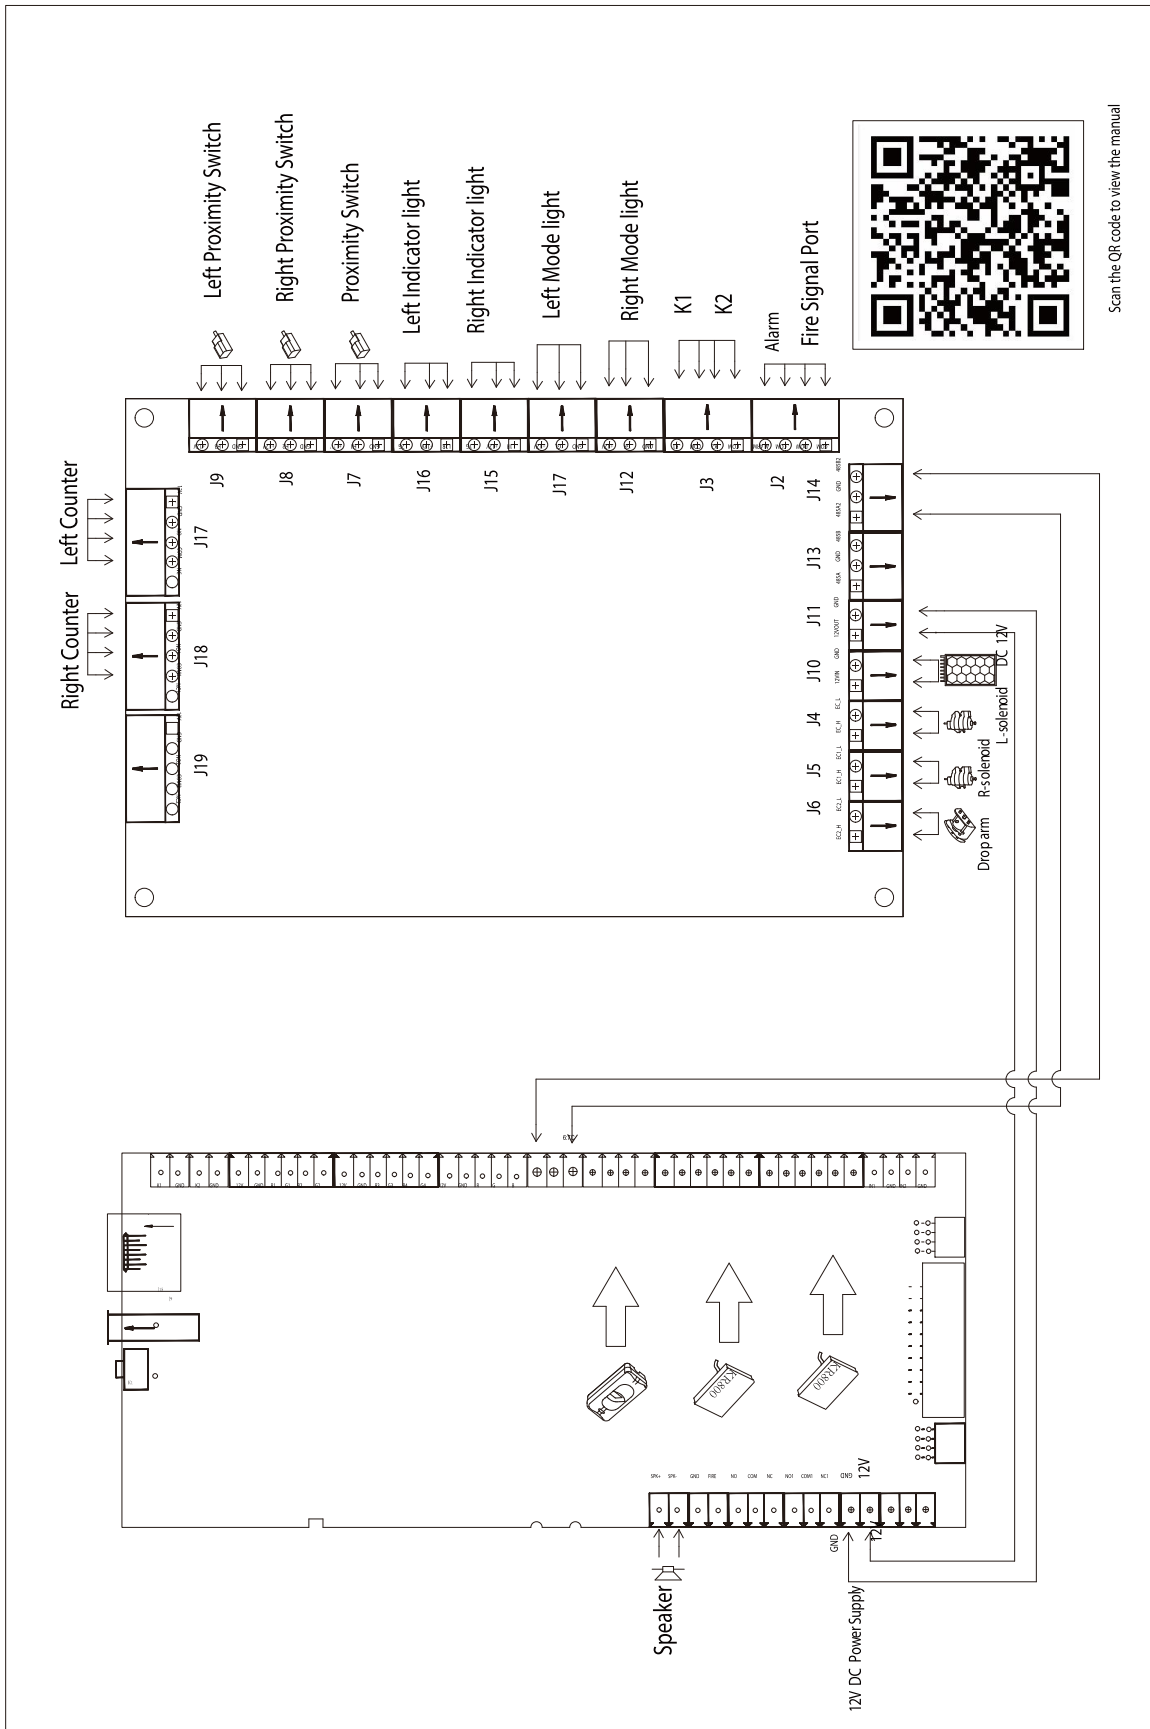 Left Proximity Switch
Right Proximity Switch
Proximity Switch
Left Indicator light
Right Indicator light
Left Mode light
Right Mode light
K1
K2
Alarm
Fire Signal Port
Scan the QR code to view the manual
J9
J8
J7
J16
J15
J17
J12
J3
J2
Left Counter
J17
Right Counter
J18
J19
J14
485B2
GND
485A2
J13
485B
GND
485A
J11
GND
12VOUT
J10
GND
12VIN
J4
EC_L
EC_H
J5
EC1_L
EC1_H
J6
EC2_L
EC2_H
DC 12V
L-solenoid
R-solenoid
Drop arm
KR800
KR800
SPK+
SPK-
GND
FIRE
NO
COM
NC
NO1
COM1
NC1
GND
12V
GND
12V
Speaker
12V DC Power Supply